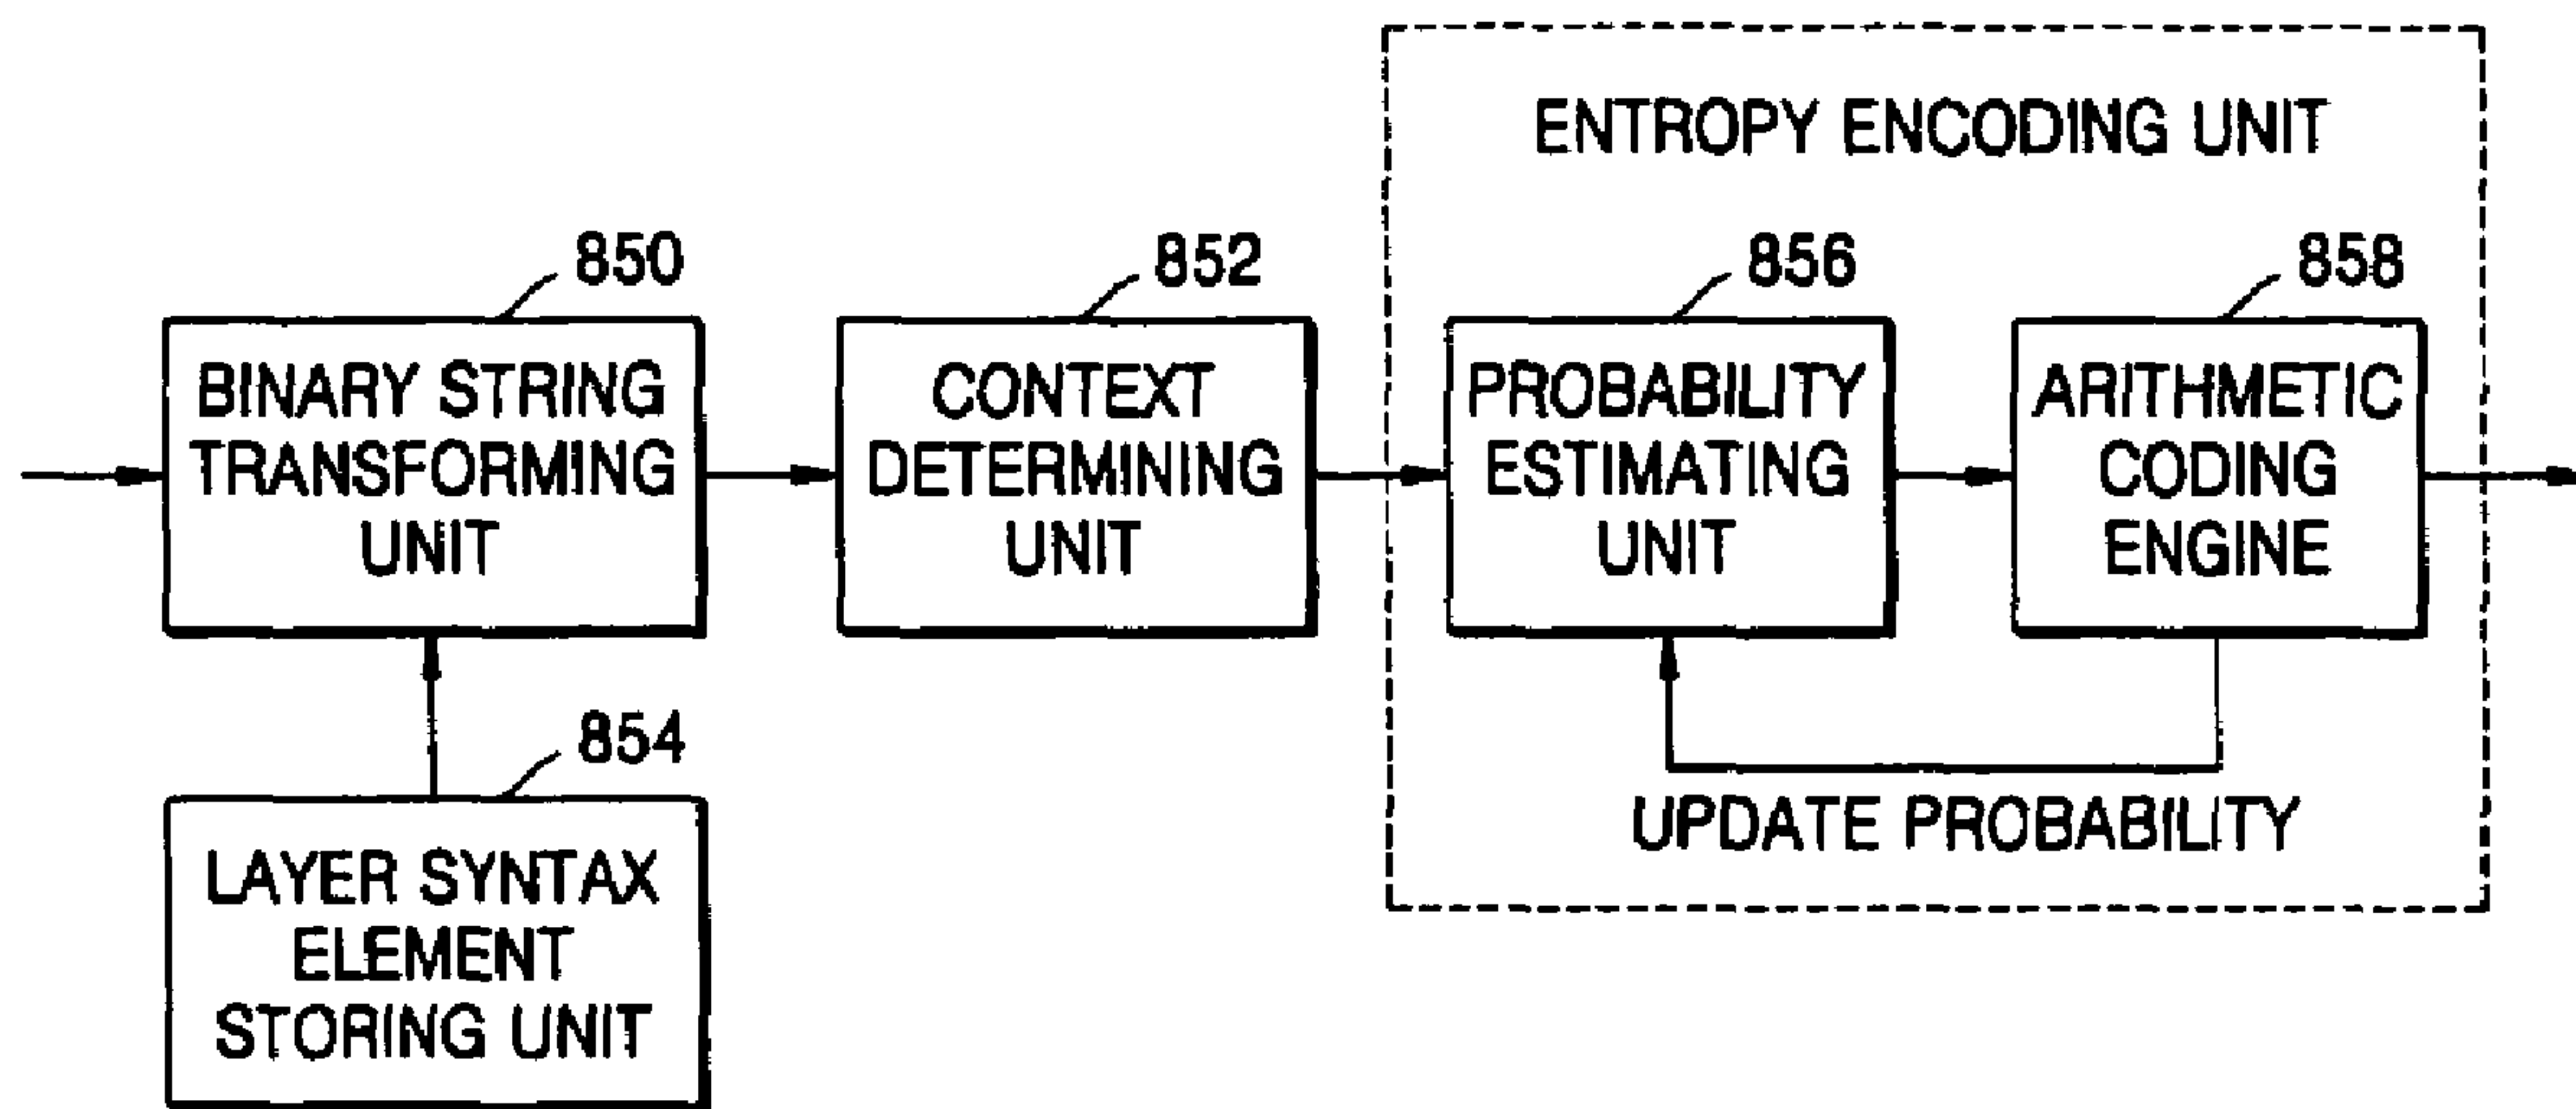 ENTROPY ENCODING UNIT
850
852
856
858
BINARY STRING
TRANSFORMING
UNIT
CONTEXT
DETERMINING
UNIT
PROBABILITY
ESTIMATING
UNIT
ARITHMETIC
CODING
ENGINE
854
UPDATE PROBABILITY
LAYER SYNTAX
ELEMENT
STORING UNIT